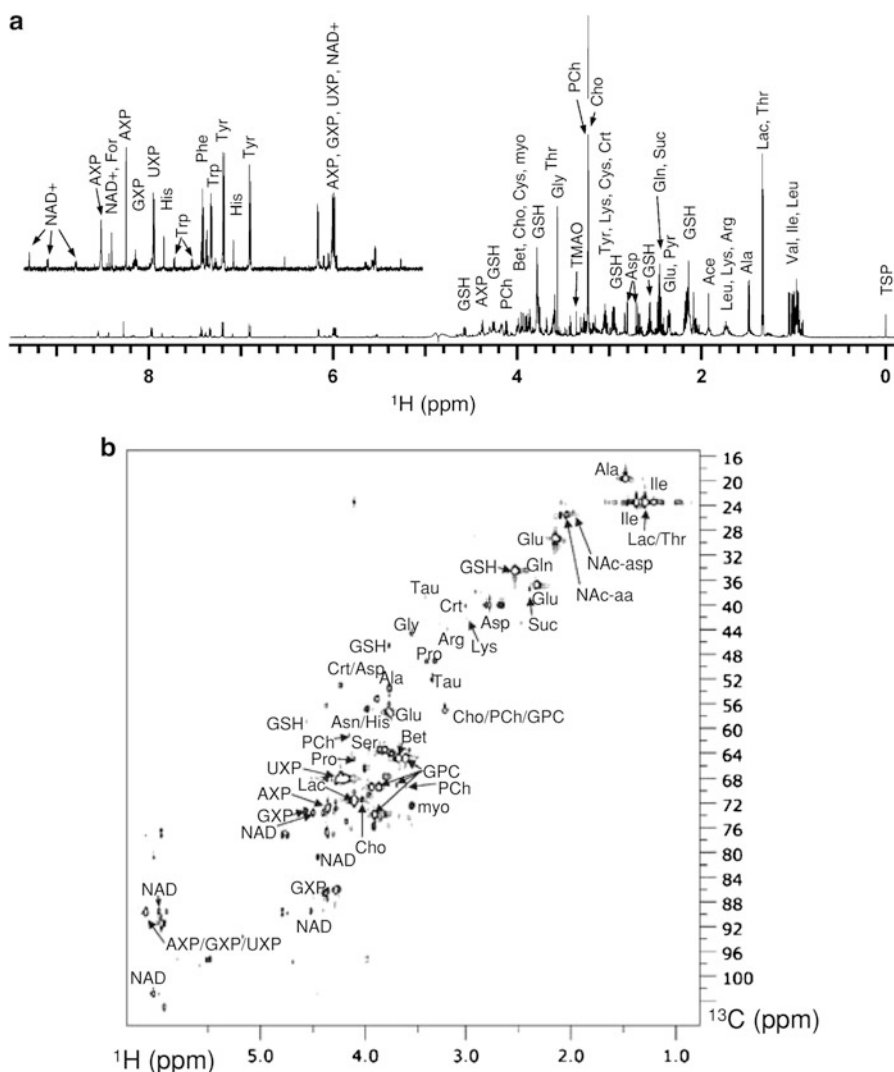 a
NAD+
AXP
NAD+, For
AXP
GXP
UXP
His
Trp
Phe
Trp
Tyr
His
Tyr
AXP, GXP, UXP, NAD+
GSH
AXP
GSH
PCh
Bet, Cho, Cys, myo
GSH
Gly
Thr
TMAO
PCh
Cho
Tyr, Lys, Cys, Crt
GSH
Asp
GSH
Gln, Suc
Glu, Pyr
GSH
Ace
Leu, Lys, Arg
Ala
Lac, Thr
Val, Ile, Leu
TSP
8
4
2
0
1H (ppm)
b
16
20
24
28
32
36
40
44
48
52
56
60
64
68
72
76
80
84
88
92
96
100
Ala
Ile
Ile
Lac/Thr
Glu
NAc-asp
GSH
Gln
NAc-aa
Tau
Glu
Crt
Asp
Suc
Gly
Arg
Lys
GSH
Pro
Crt/Asp
Ala
Tau
Asn/His
Glu
Cho/PCh/GPC
GSH
PCh
Ser
Bet
Pro
UXP
GPC
Lac
PCh
AXP
myo
GXP
NAD
Cho
NAD
GXP
NAD
NAD
AXP/GXP/UXP
NAD
13C (ppm)
1H (ppm)
5.0
4.0
3.0
2.0
1.0